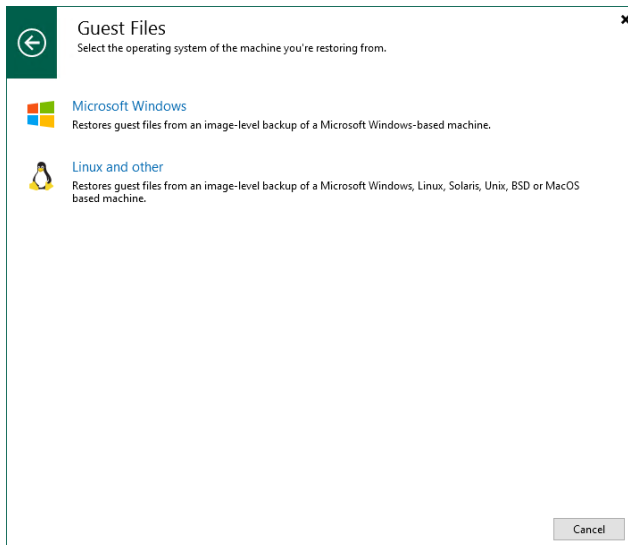 Guest Files
Select the operating system of the machine you're restoring from.
Microsoft Windows
Restores guest files from an image-level backup of a Microsoft Windows-based machine.
Linux and other
Restores guest files from an image-level backup of a Microsoft Windows, Linux, Solaris, Unix, BSD or MacOS
based machine.
Cancel